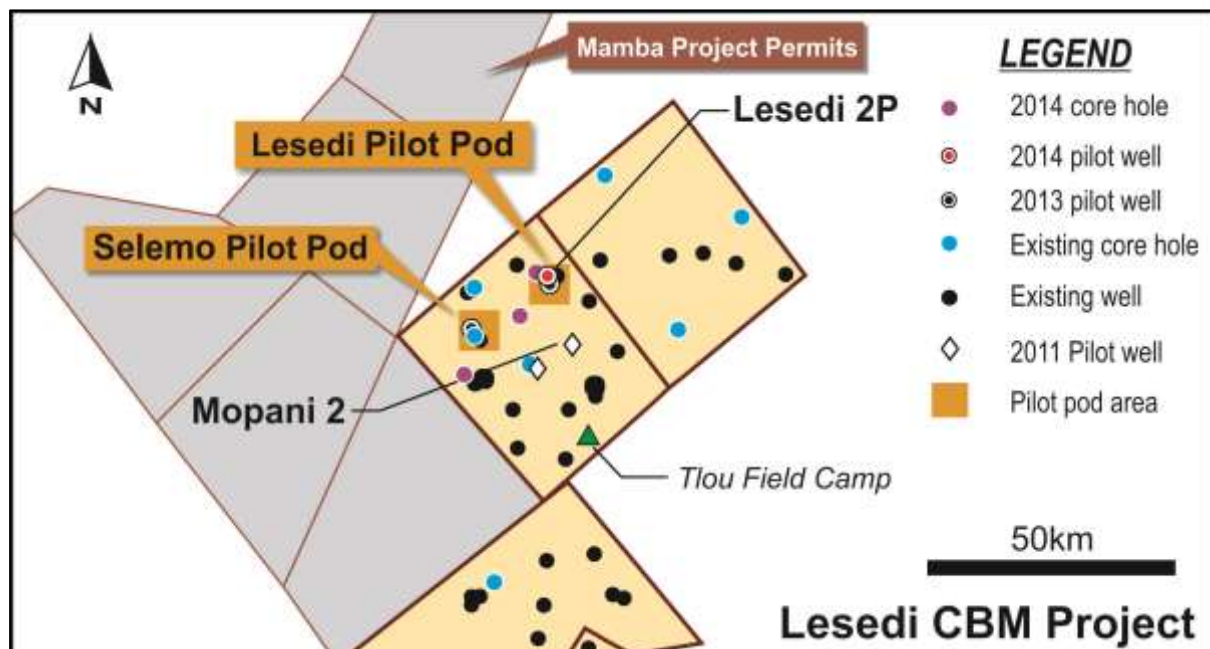 Mamba Project Permits
N
Lesedi 2P
Lesedi Pilot Pod
Selemo Pilot Pod
Mopani 2
Tlou Field Camp
LEGEND
2014 core hole
2014 pilot well
2013 pilot well
Existing core hole
Existing well
2011 Pilot well
Pilot pod area
50km
Lesedi CBM Project